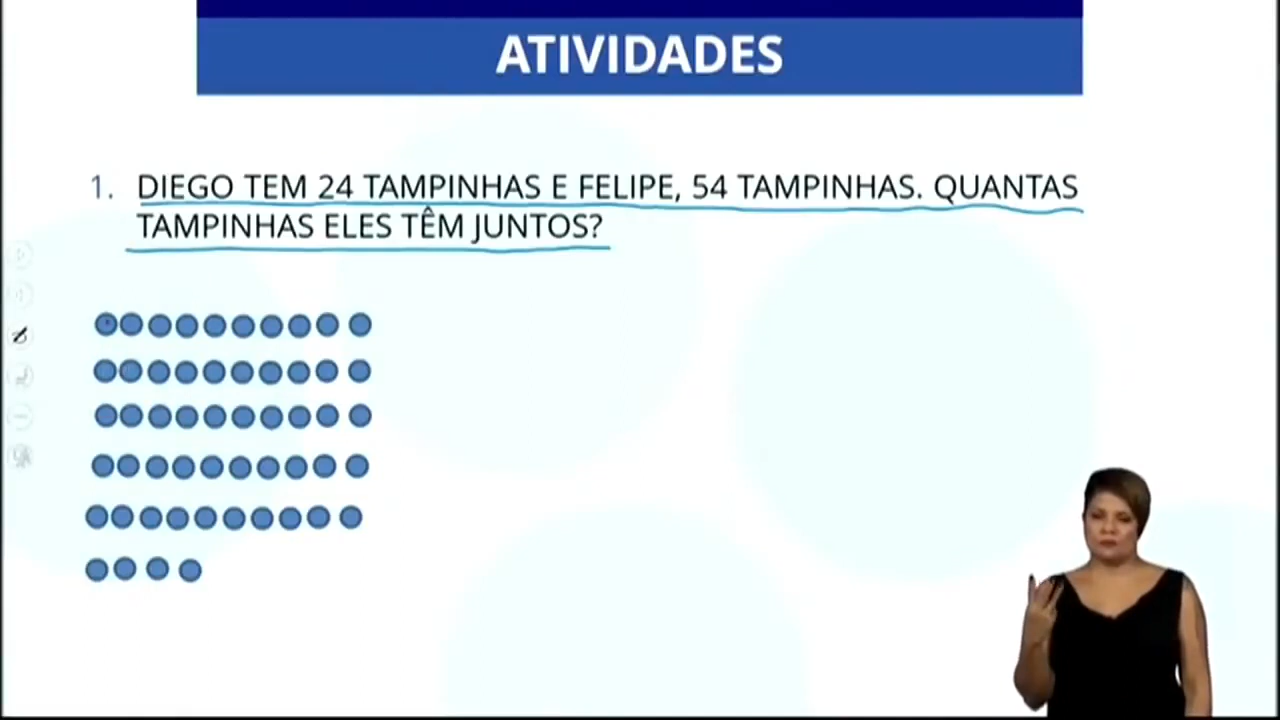 ATIVIDADES
1. DIEGO TEM 24 TAMPINHAS E FELIPE, 54 TAMPINHAS. QUANTAS
TAMPINHAS ELES TÊM JUNTOS?